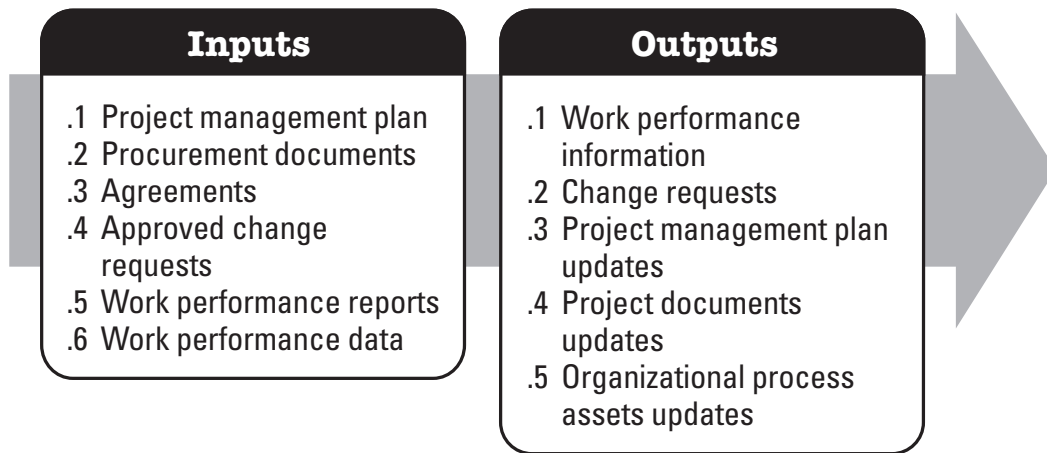 Inputs
.1 Project management plan
.2 Procurement documents
.3 Agreements
.4 Approved change
requests
.5 Work performance reports
.6 Work performance data
Outputs
.1 Work performance
information
.2 Change requests
.3 Project management plan
updates
.4 Project documents
updates
.5 Organizational process
assets updates